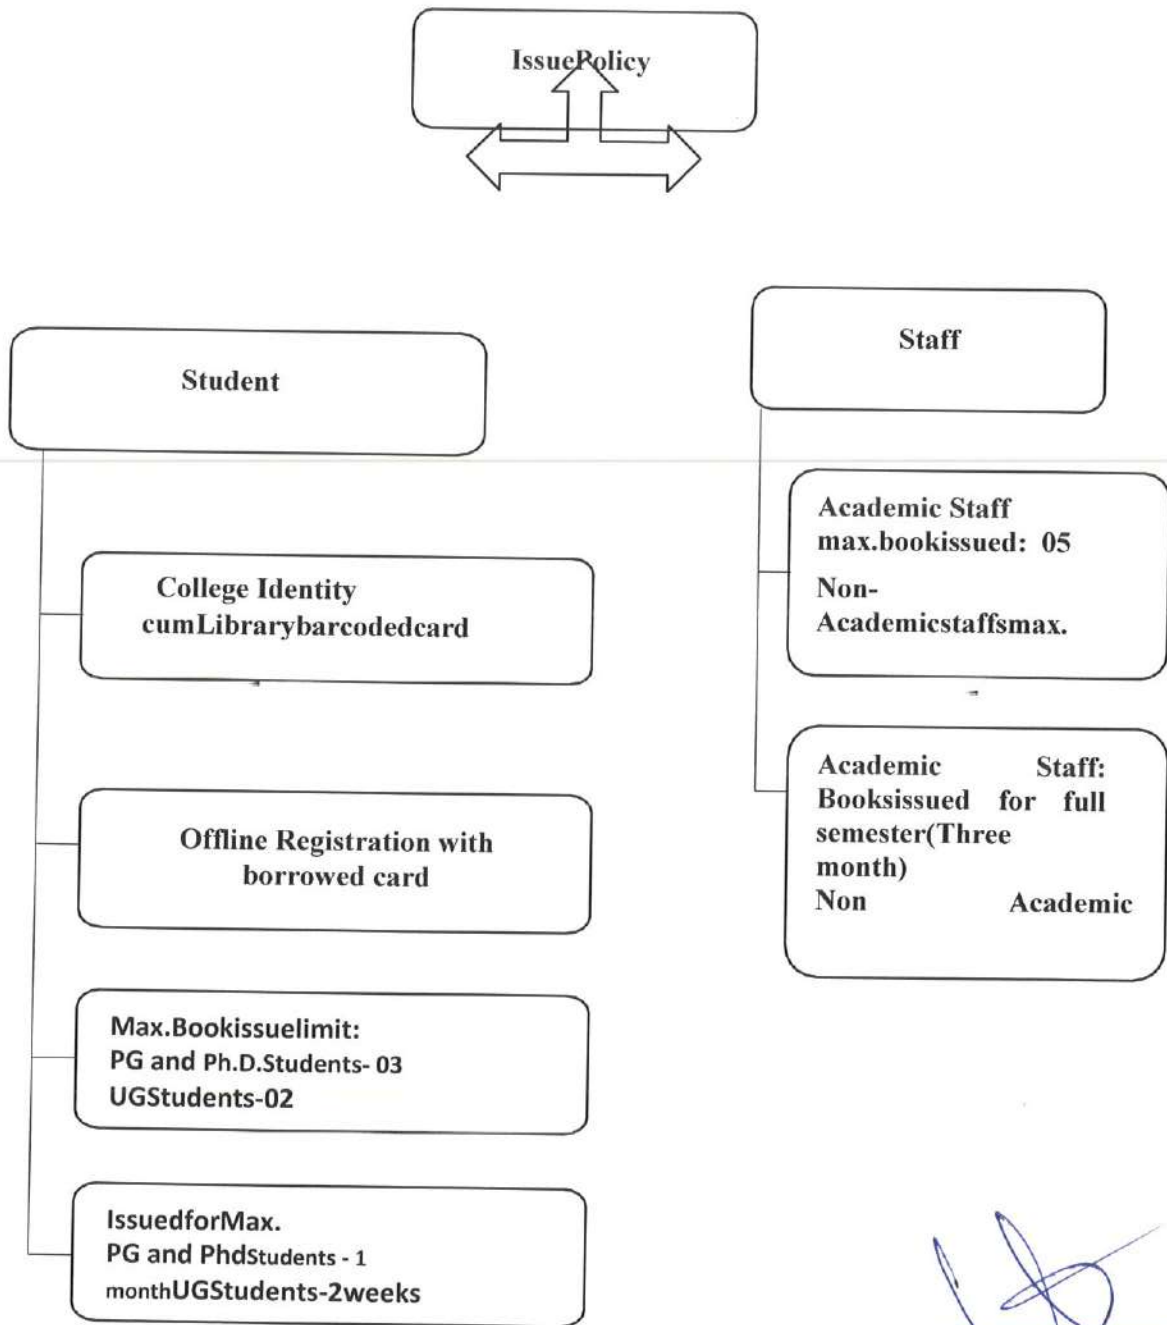 IssuePolicy
Student
College Identity
cumLibrarybarcodedcard
Offline Registration with
borrowed card
Max.Bookissuelimit:
PG and Ph.D.Students- 03
UGStudents-02
IssuedforMax.
PG and PhdStudents - 1
monthUGStudents-2weeks
Staff
Academic Staff
max.bookissued: 05
Non-
Academicstaffsmax.
Academic Staff:
Booksissued for full
semester(Three
month)
Non Academic